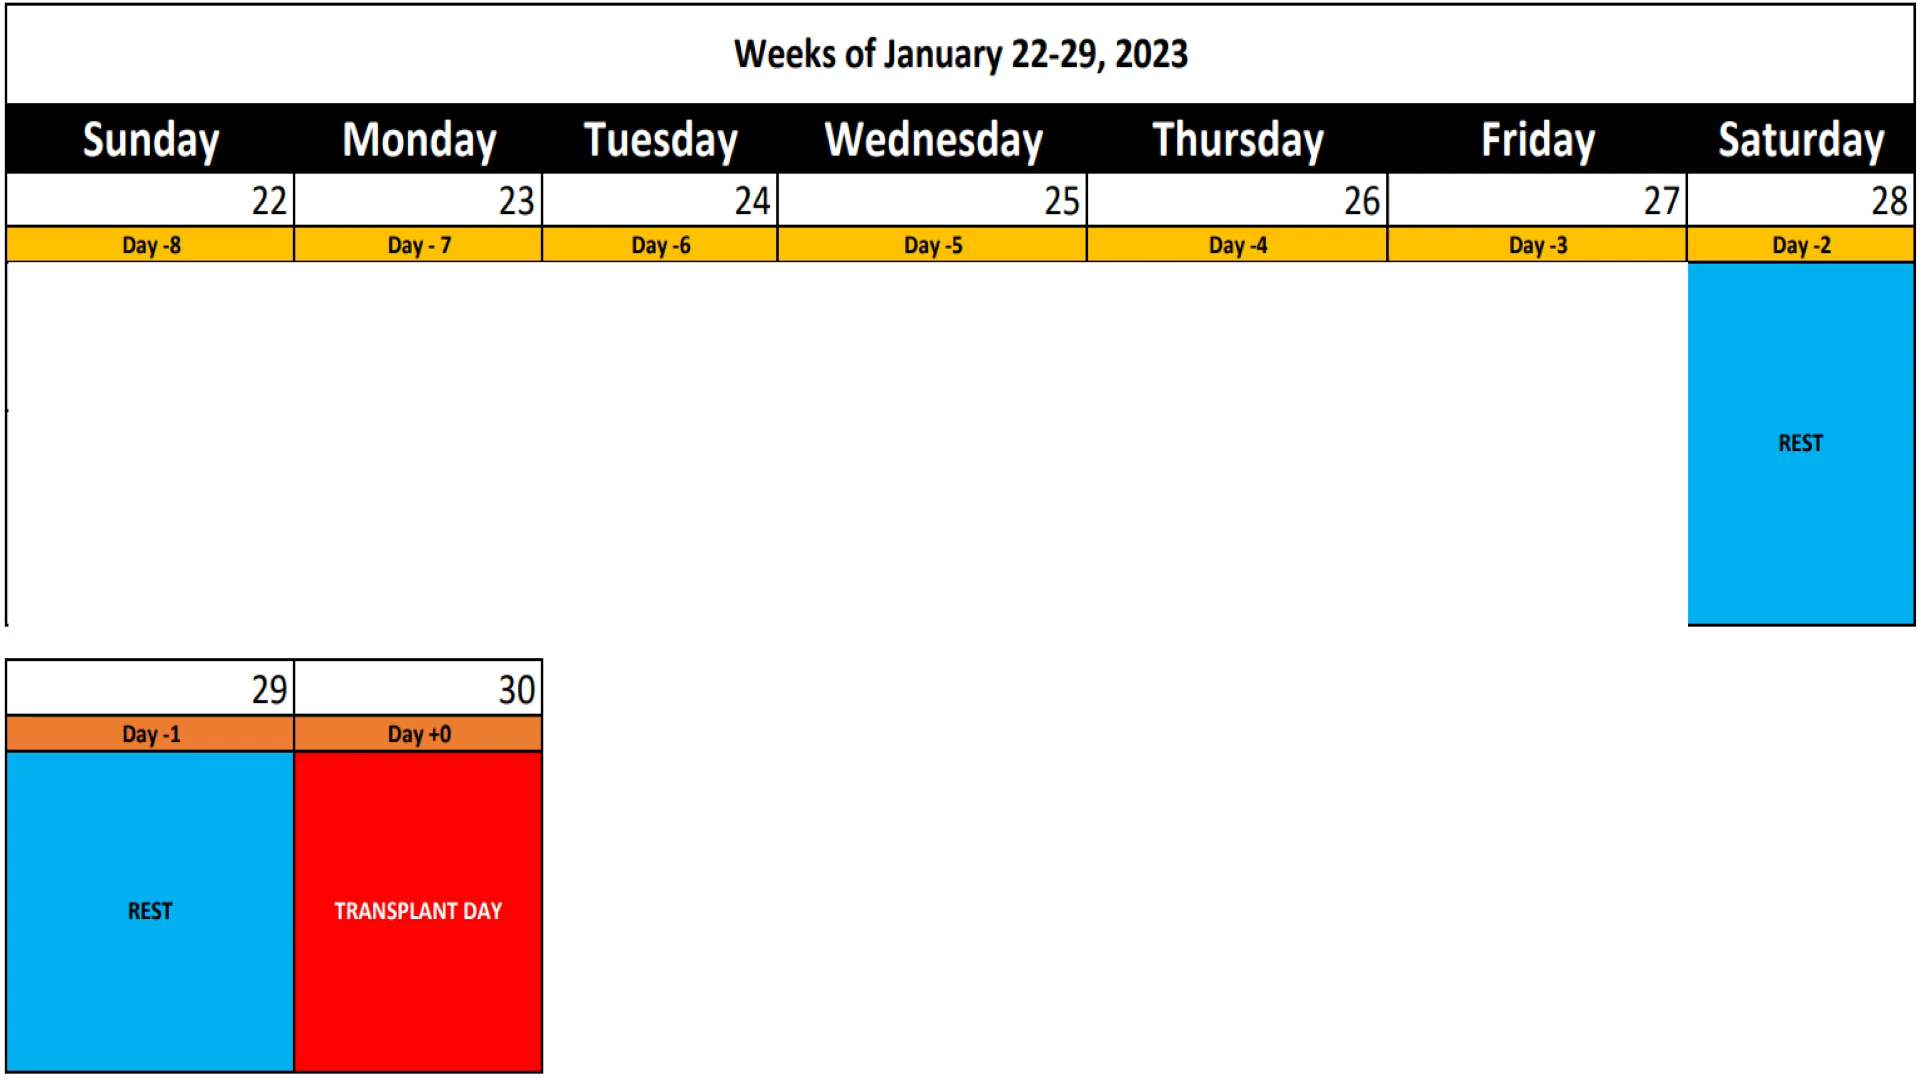 Weeks of January 22-29, 2023
Sunday Monday Tuesday Wednesday Thursday Friday Saturday
22 23 24 25 26 27 28
Day -8 Day - 7 Day -6 Day -5 Day -4 Day -3 Day -2
REST
29 30
Day -1 Day +0
REST TRANSPLANT DAY